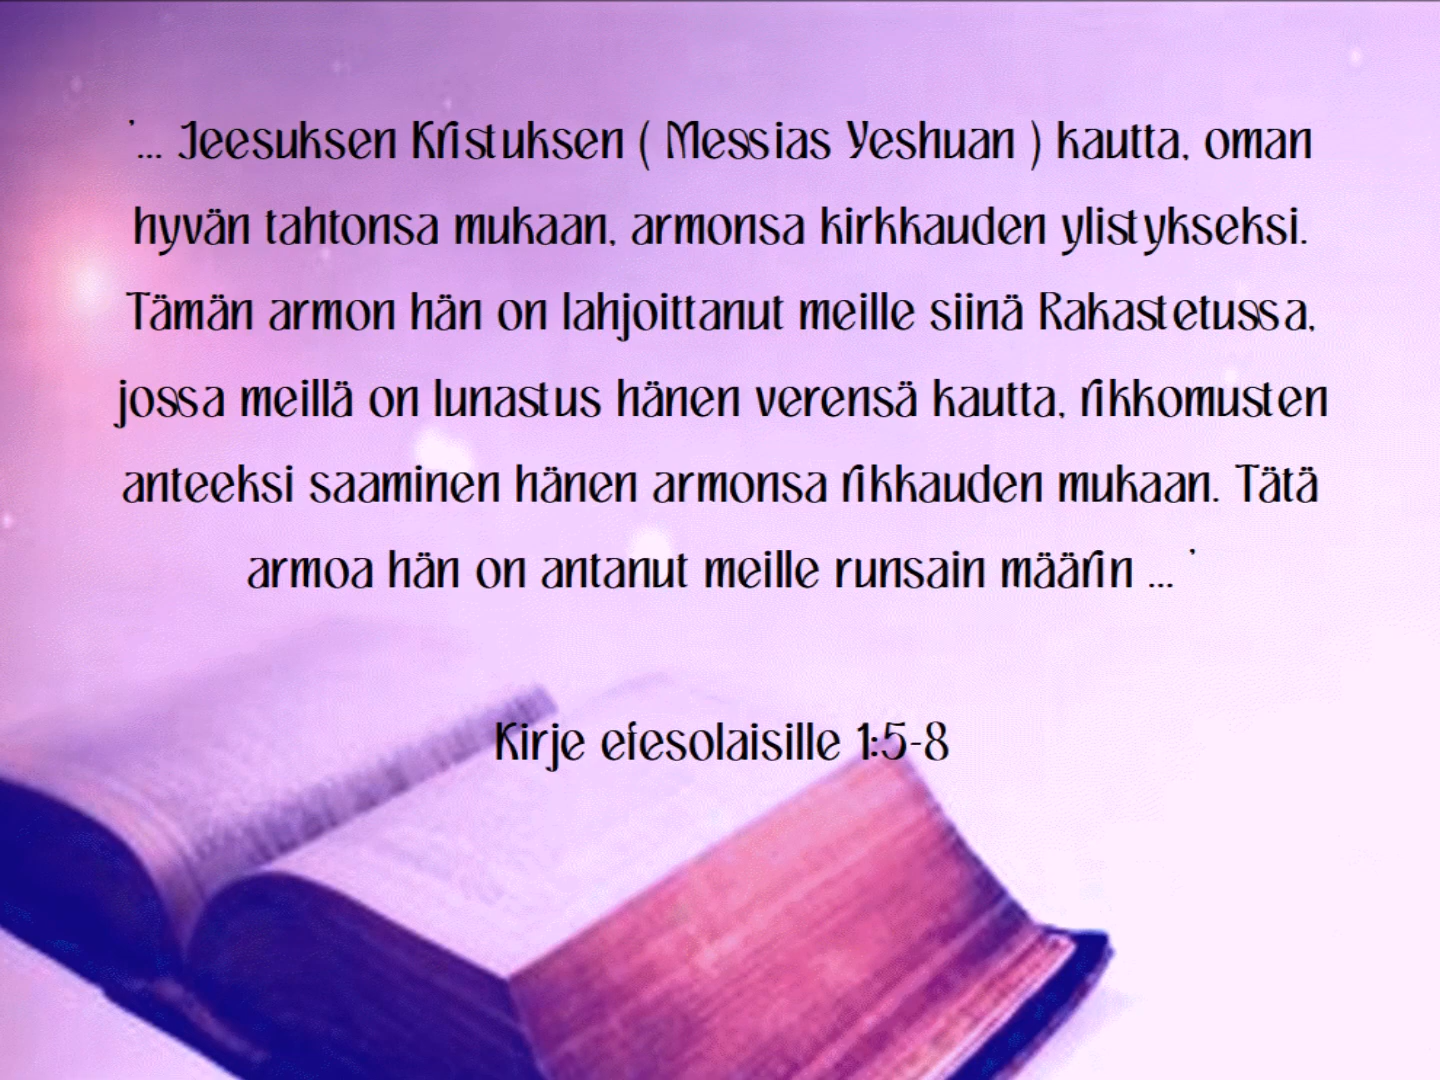 '... Jeesuksen Kristuksen ( Messias Yeshuan ) kautta, oman
hyvän tahtonsa mukaan, armonsa kirkkauden ylistykseksi.
Tämän armon hän on lahjoittanut meille siinä Rakastetussa,
jossa meillä on lunastus hänen verensä kautta, rikkomusten
anteeksi saaminen hänen armonsa rikkauden mukaan. Tätä
armoa hän on antanut meille runsain määrin ... '
Kirje efesolaisille 1:5-8